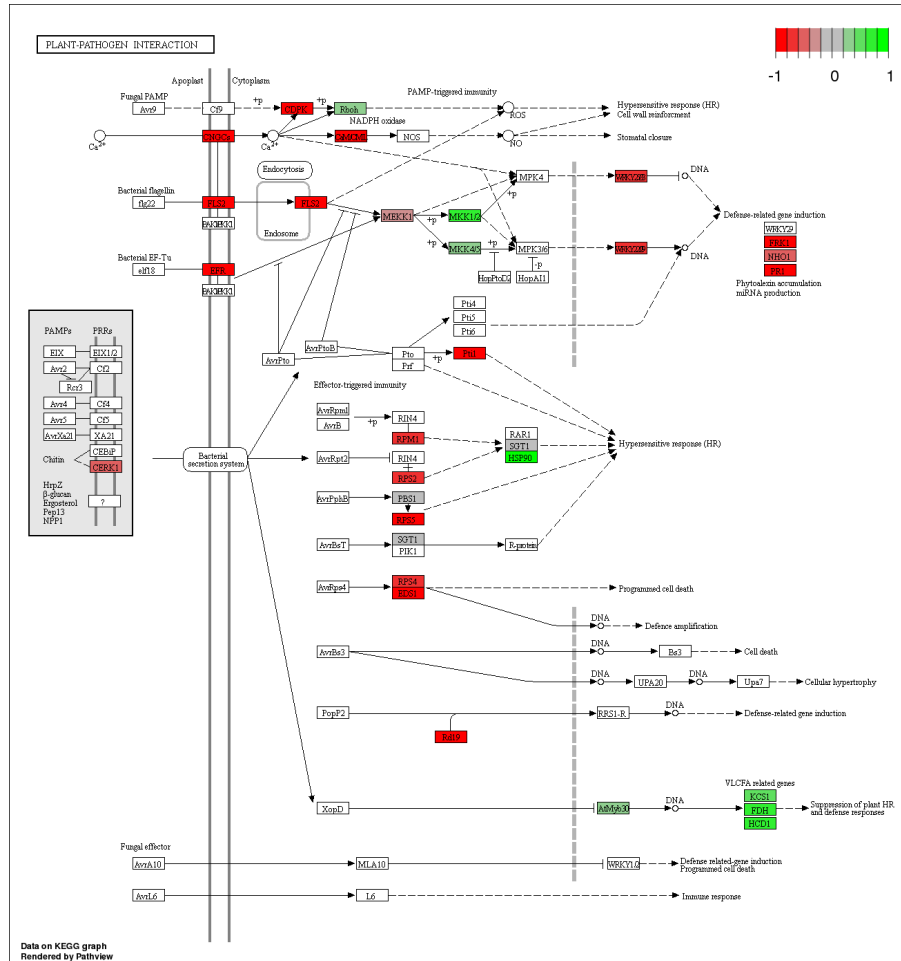 PLANT-PATHOGEN INTERACTION
-1 0 1
Apoplast Cytoplasm
Fungal PAMP
Avr9
Cf9
+p
CDPK
+p
Rboh
PAMP-triggered immunity
ROS
Hypersensitive response (HR)
Cell wall reinforcement
NADPH oxidase
Ca2+
CNGCs
Ca2+
CaMCML
NOS
NO
Stomatal closure
Endocytosis
MPK4
WRKY25/33
DNA
Bacterial flagellin
flg22
FLS2
FLS2
Endosome
MEKK1
+p
MKK1/2
+p
Defense-related gene induction
WRKY29
FRK1
NHO1
PR1
Phytoalexin accumulation
miRNA production
+p
MKK4/5
+p
MPK3/6
DNA
-p
HopPtoD2
HopAI1
Bacterial EF-Tu
elf18
EFR
PAMPs PRRs
EIX
EIX1/2
Avr2
Cf2
Rcr3
Avr4
Cf4
Avr5
Cf5
AvrXa21
XA21
CEBiP
Chitin
CERK1
HrpZ
β-glucan
Ergosterol
Pep13
NPP1
?
Pti4
Pti5
Pti6
AvrPto
AvrPtoB
Pto
Prf
+p
Pti1
Effector-triggered immunity
Bacterial
secretion system
AvrRpm1
AvrB
+p
RIN4
RPM1
RAR1
SGT1
HSP90
Hypersensitive response (HR)
AvrRpt2
RIN4
RPS2
AvrPphB
PBS1
RPS5
AvrBsT
SGT1
PIK1
R-protein
AvrRps4
RPS4
EDS1
Programmed cell death
DNA
Defence amplification
AvrBs3
DNA
Bs3
Cell death
DNA
UPA20
DNA
Upa7
Cellular hypertrophy
PopP2
RRS1-R
DNA
Defense-related gene induction
Rd19
VLCFA related genes
XopD
AtMyb30
DNA
KCS1
FDH
HCD1
Suppression of plant HR
and defense responses
Fungal effector
AvrA10
MLA10
WRKY1/2
Defense related-gene induction
Programmed cell death
AvrL6
L6
Immune response
Data on KEGG graph
Rendered by Pathview